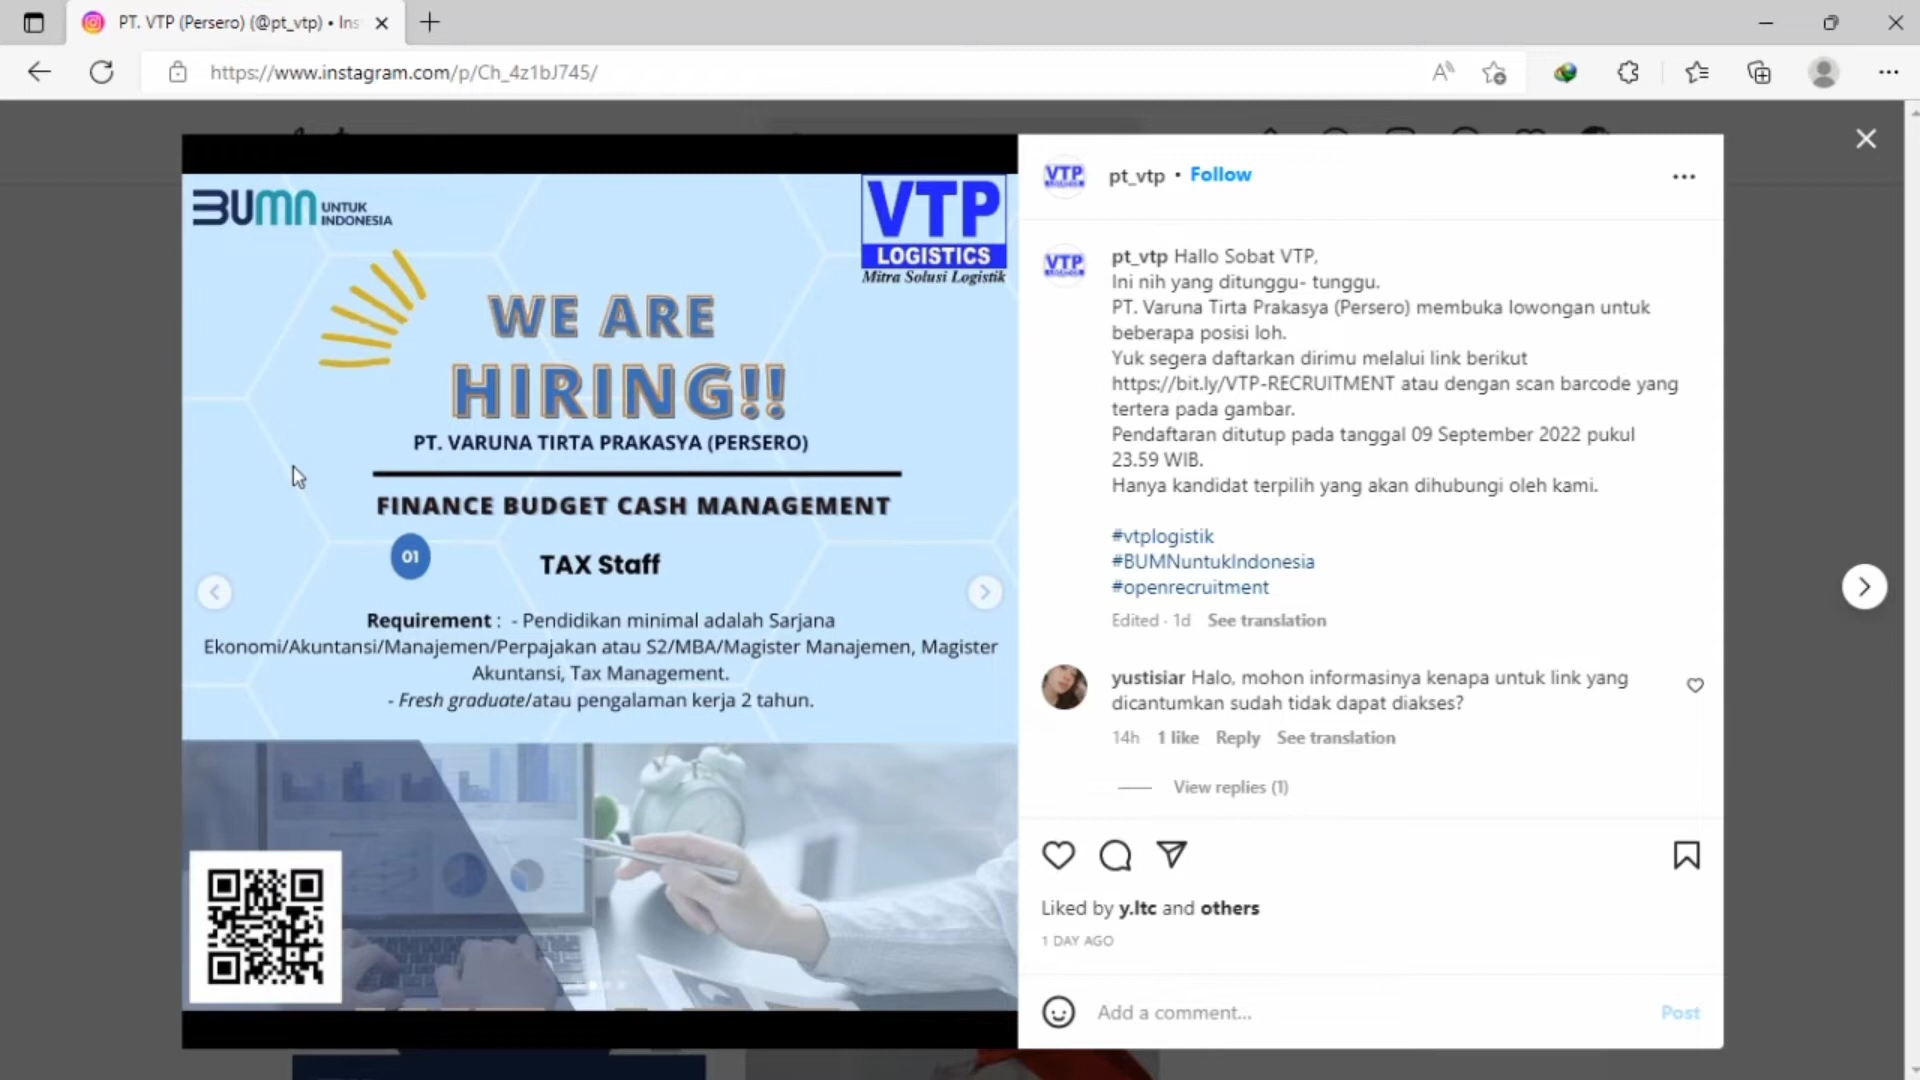 PT. VTP (Persero) (@pt_vtp) • Ins
https://www.instagram.com/p/Ch_4z1bJ745/
BUMN UNTUK
INDONESIA
VTP
LOGISTICS
Mitra Solusi Logistik
WE ARE
HIRING!!
PT. VARUNA TIRTA PRAKASYA (PERSERO)
FINANCE BUDGET CASH MANAGEMENT
01
TAX Staff
Requirement : - Pendidikan minimal adalah Sarjana
Ekonomi/Akuntansi/Manajemen/Perpajakan atau S2/MBA/Magister Manajemen, Magister
Akuntansi, Tax Management.
- Fresh graduate/atau pengalaman kerja 2 tahun.
VTP
pt_vtp • Follow
VTP
pt_vtp Hallo Sobat VTP,
Ini nih yang ditunggu- tunggu.
PT. Varuna Tirta Prakasya (Persero) membuka lowongan untuk
beberapa posisi loh.
Yuk segera daftarkan dirimu melalui link berikut
https://bit.ly/VTP-RECRUITMENT atau dengan scan barcode yang
tertera pada gambar.
Pendaftaran ditutup pada tanggal 09 September 2022 pukul
23.59 WIB.
Hanya kandidat terpilih yang akan dihubungi oleh kami.
#vtplogistik
#BUMNuntukIndonesia
#openrecruitment
Edited · 1d See translation
yustisiar Halo, mohon informasinya kenapa untuk link yang
dicantumkan sudah tidak dapat diakses?
14h 1 like Reply See translation
View replies (1)
Liked by y.ltc and others
1 DAY AGO
Add a comment...
Post